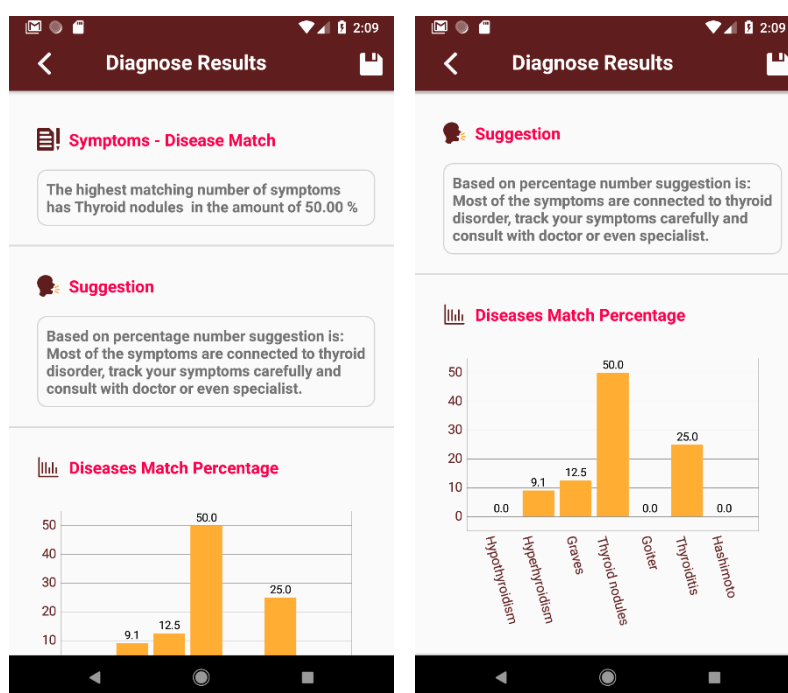 2:09
Diagnose Results
Symptoms - Disease Match
The highest matching number of symptoms
has Thyroid nodules  in the amount of 50.00 %
Suggestion
Based on percentage number suggestion is:
Most of the symptoms are connected to thyroid
disorder, track your symptoms carefully and
consult with doctor or even specialist.
Diseases Match Percentage
50
40
30
20
10
9.1
12.5
50.0
25.0
2:09
Diagnose Results
Suggestion
Based on percentage number suggestion is:
Most of the symptoms are connected to thyroid
disorder, track your symptoms carefully and
consult with doctor or even specialist.
Diseases Match Percentage
50
40
30
20
10
0
0.0
9.1
12.5
50.0
0.0
25.0
0.0
Hypothyroidism
Hyperhyroidism
Graves
Thyroid nodules
Goiter
Thyroiditis
Hashimoto